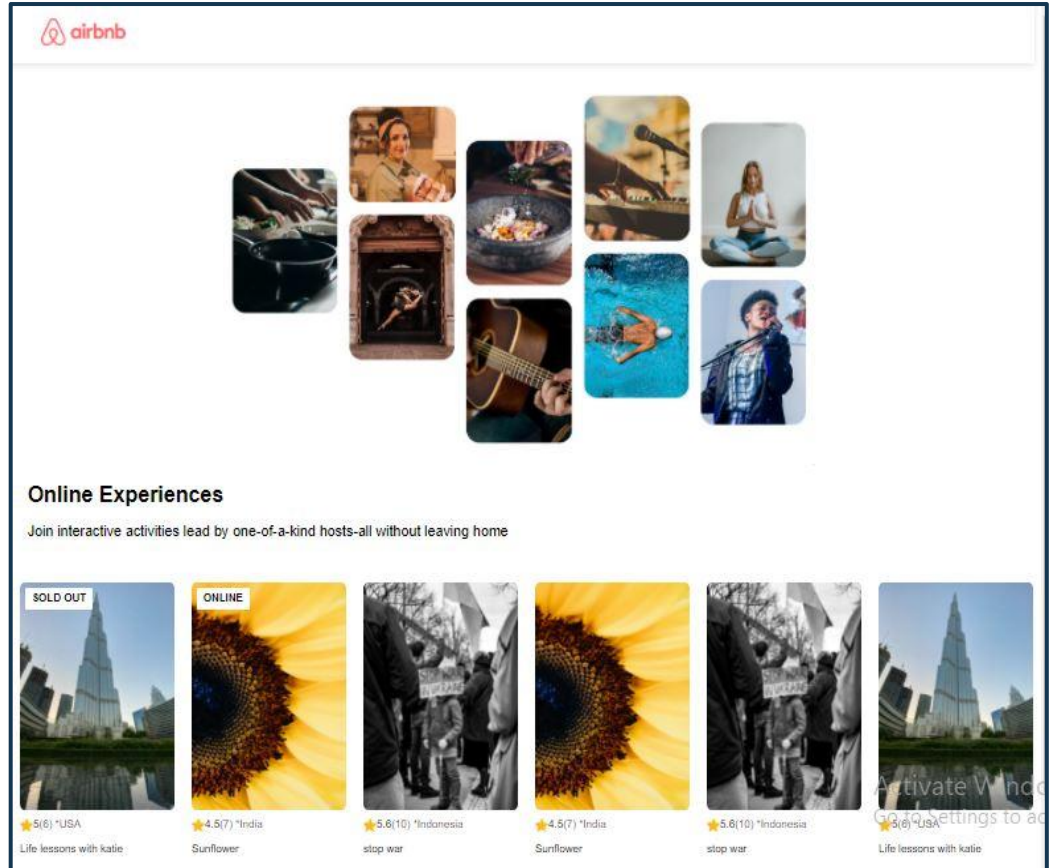 airbnb
Online Experiences
Join interactive activities lead by one-of-a-kind hosts-all without leaving home
SOLD OUT
ONLINE
5(6) *USA
4.5(7) *India
5.6(10) *Indonesia
4.5(7) *India
5.6(10) *Indonesia
5(6) *USA
Life lessons with katie
Sunflower
stop war
Sunflower
stop war
Life lessons with katie
Activate Windo
Go to Settings to ac